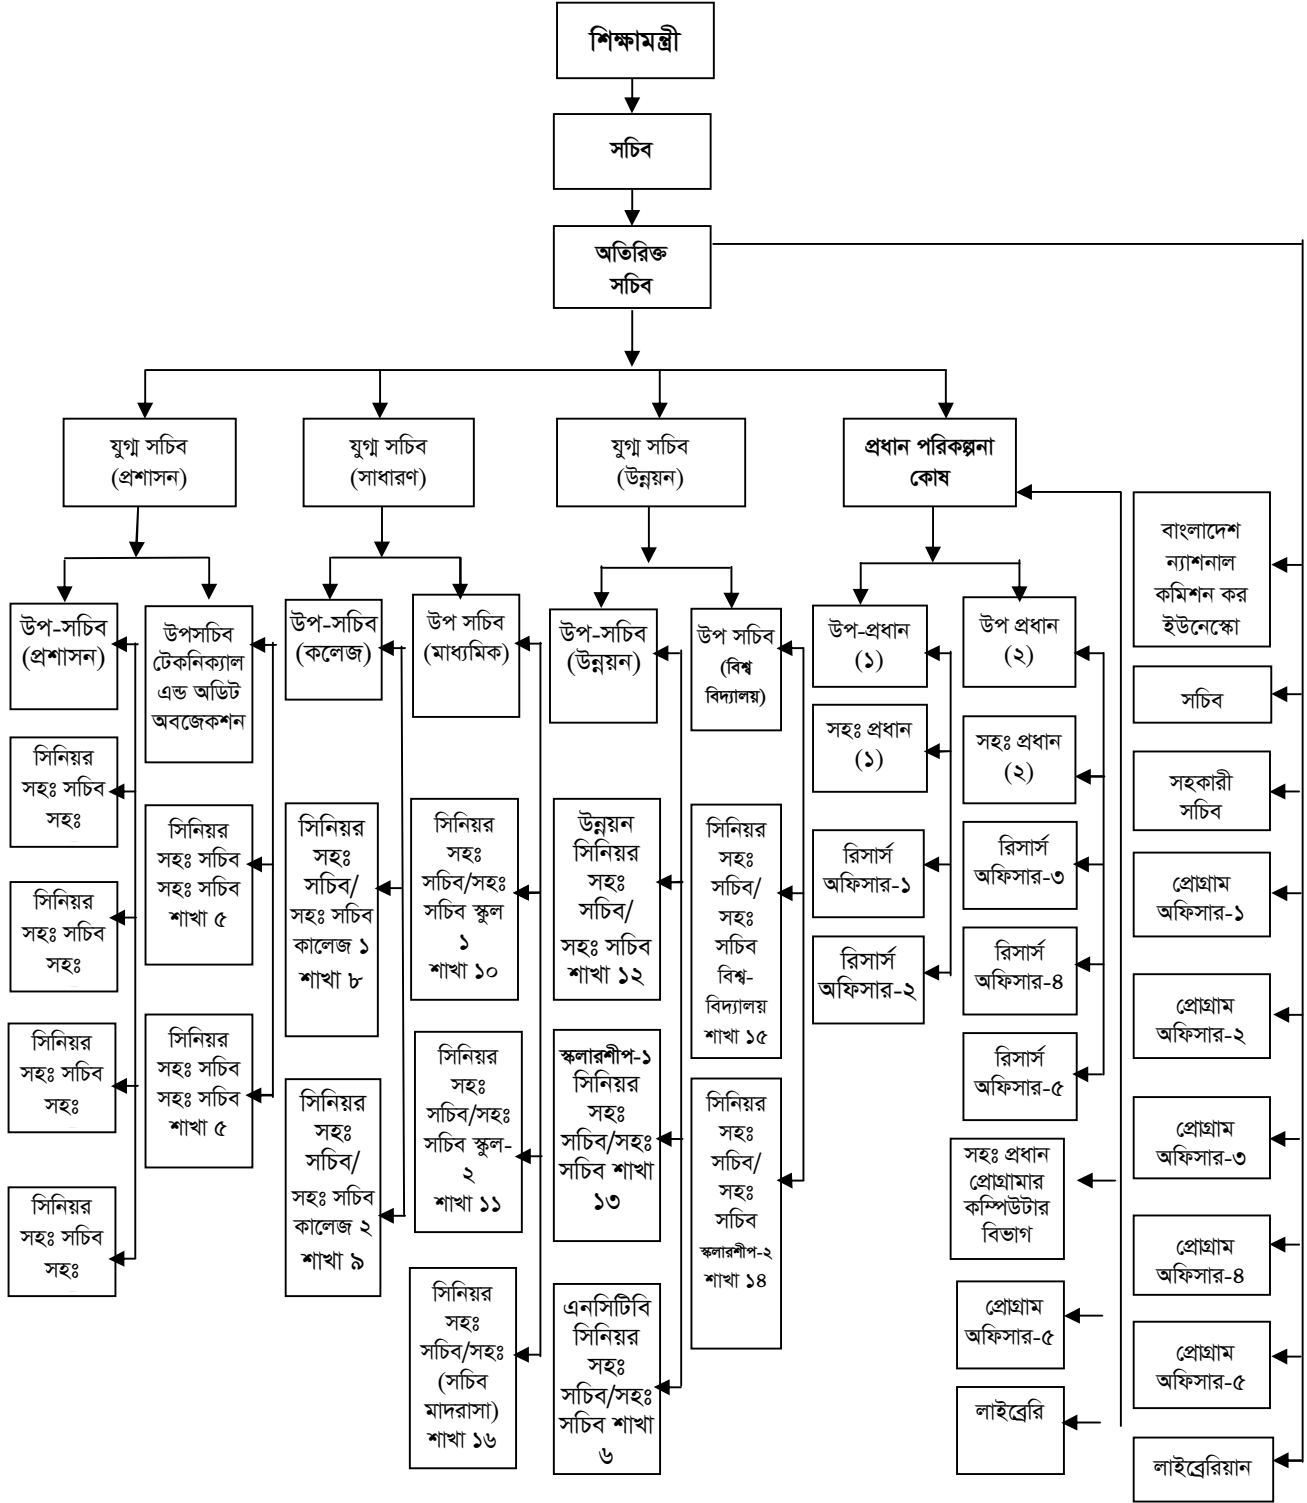 শিক্ষামন্ত্রী
সচিব
অতিরিক্ত
সচিব
যুগ্ম সচিব
(প্রশাসন)
যুগ্ম সচিব
(সাধারণ)
যুগ্ম সচিব
(উন্নয়ন)
প্রধান পরিকল্পনা
কোষ
উপ-সচিব
(প্রশাসন)
সিনিয়র
সহঃ সচিব
সহঃ
সিনিয়র
সহঃ সচিব
সহঃ
সিনিয়র
সহঃ সচিব
সহঃ
সিনিয়র
সহঃ সচিব
সহঃ
উপসচিব
টেকনিক্যাল
এন্ড অডিট
অবজেকশন
সিনিয়র
সহঃ সচিব
সহঃ সচিব
শাখা ৫
সিনিয়র
সহঃ সচিব
সহঃ সচিব
শাখা ৫
উপ-সচিব
(কলেজ)
সিনিয়র
সহঃ
সচিব/
সহঃ সচিব
কালেজ ১
শাখা ৮
সিনিয়র
সহঃ
সচিব/
সহঃ সচিব
কালেজ ২
শাখা ৯
উপ সচিব
(মাধ্যমিক)
সিনিয়র
সহঃ
সচিব/সহঃ
সচিব স্কুল
১
শাখা ১০
সিনিয়র
সহঃ
সচিব/সহঃ
সচিব স্কুল-
২
শাখা ১১
সিনিয়র
সহঃ
সচিব/সহঃ
(সচিব
মাদরাসা)
শাখা ১৬
উপ-সচিব
(উন্নয়ন)
উন্নয়ন
সিনিয়র
সহঃ
সচিব/
সহঃ সচিব
শাখা ১২
স্কলারশীপ-১
সিনিয়র
সহঃ
সচিব/সহঃ
সচিব শাখা
১৩
এনসিটিবি
সিনিয়র
সহঃ
সচিব/সহঃ
সচিব শাখা
৬
উপ সচিব
(বিশ্ব
বিদ্যালয়)
সিনিয়র
সহঃ
সচিব/
সহঃ
সচিব
বিশ্ব-
বিদ্যালয়
শাখা ১৫
সিনিয়র
সহঃ
সচিব/
সহঃ
সচিব
স্কলারশীপ-২
শাখা ১৪
উপ-প্রধান
(১)
সহঃ প্রধান
(১)
রিসার্স
অফিসার-১
রিসার্স
অফিসার-২
উপ প্রধান
(২)
সহঃ প্রধান
(২)
রিসার্স
অফিসার-৩
রিসার্স
অফিসার-৪
রিসার্স
অফিসার-৫
সহঃ প্রধান
প্রোগ্রামার
কম্পিউটার
বিভাগ
প্রোগ্রাম
অফিসার-৫
লাইব্রেরি
বাংলাদেশ
ন্যাশনাল
কমিশন কর
ইউনেস্কো
সচিব
সহকারী
সচিব
প্রোগ্রাম
অফিসার-১
প্রোগ্রাম
অফিসার-২
প্রোগ্রাম
অফিসার-৩
প্রোগ্রাম
অফিসার-৪
প্রোগ্রাম
অফিসার-৫
লাইব্রেরিয়ান